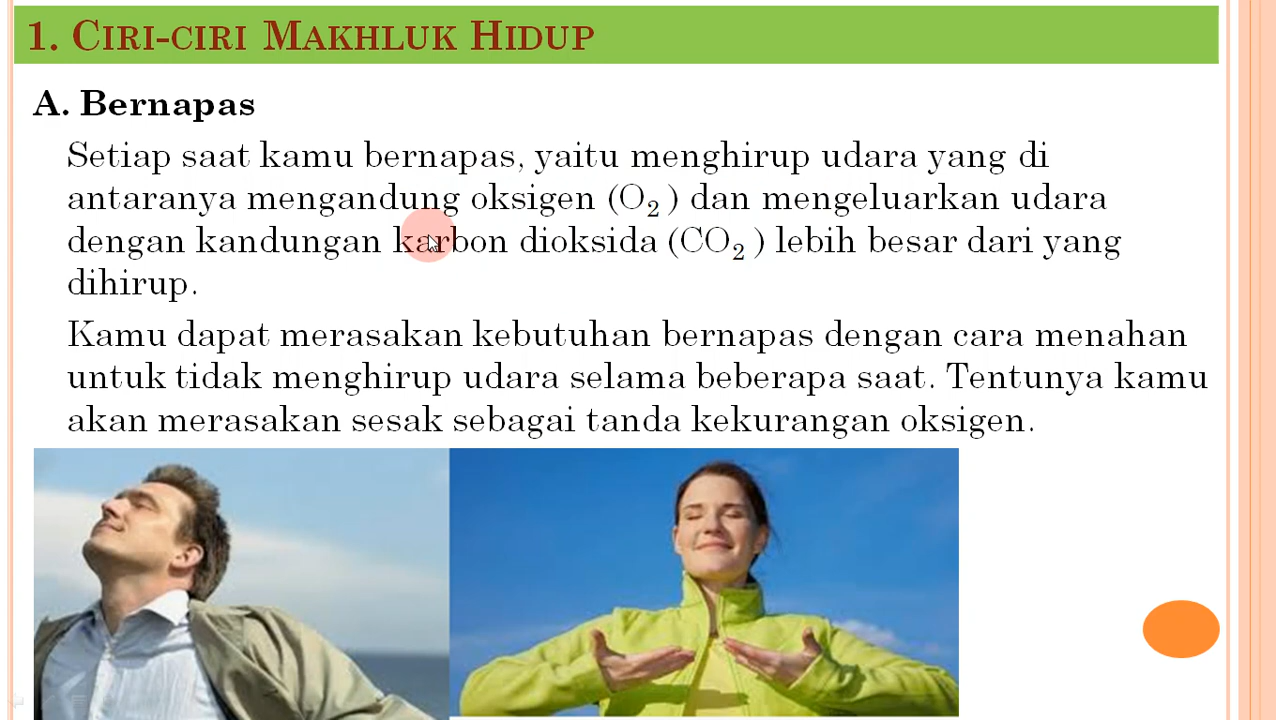 1. CIRI-CIRI MAKHLUK HIDUP
A. Bernapas
Setiap saat kamu bernapas, yaitu menghirup udara yang di
antaranya mengandung oksigen (O₂ ) dan mengeluarkan udara
dengan kandungan karbon dioksida (CO₂ ) lebih besar dari yang
dihirup.
Kamu dapat merasakan kebutuhan bernapas dengan cara menahan
untuk tidak menghirup udara selama beberapa saat. Tentunya kamu
akan merasakan sesak sebagai tanda kekurangan oksigen.